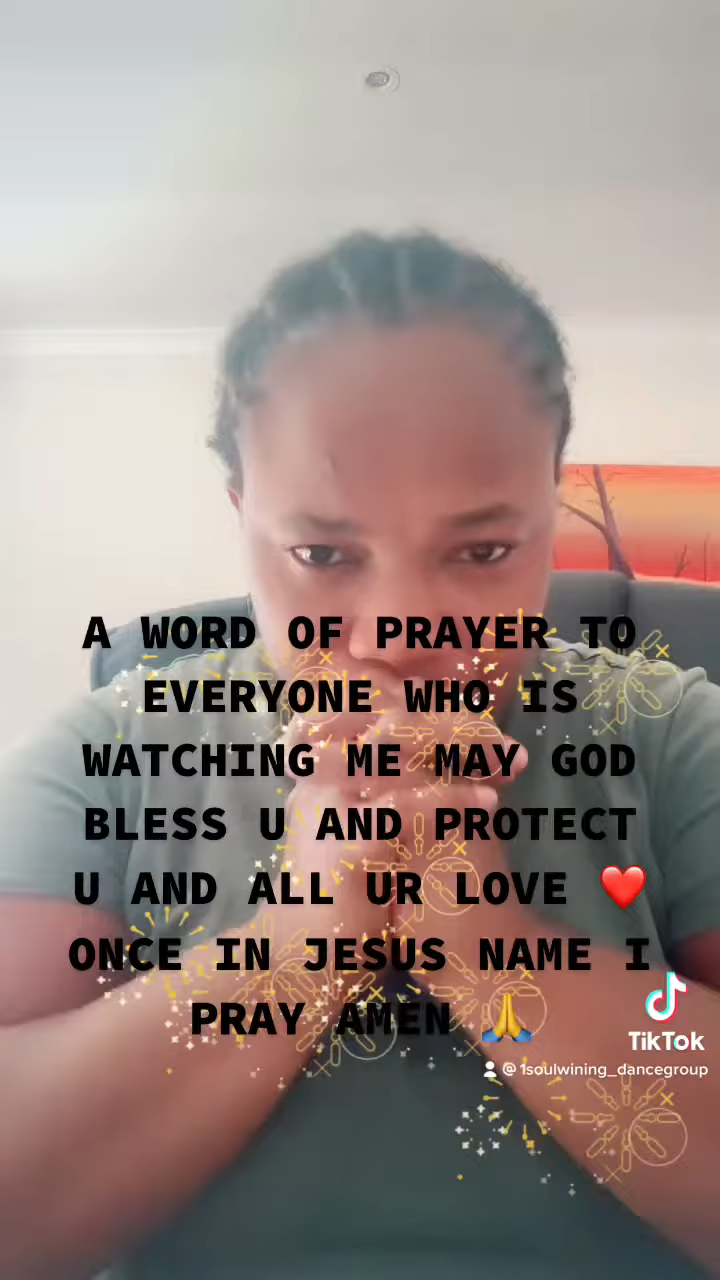 A WORD OF PRAYER TO
EVERYONE WHO IS
WATCHING ME MAY GOD
BLESS U AND PROTECT
U AND ALL UR LOVE ❤️
ONCE IN JESUS NAME I
PRAY AMEN 🙏
TikTok
@1soulwining_dancegroup